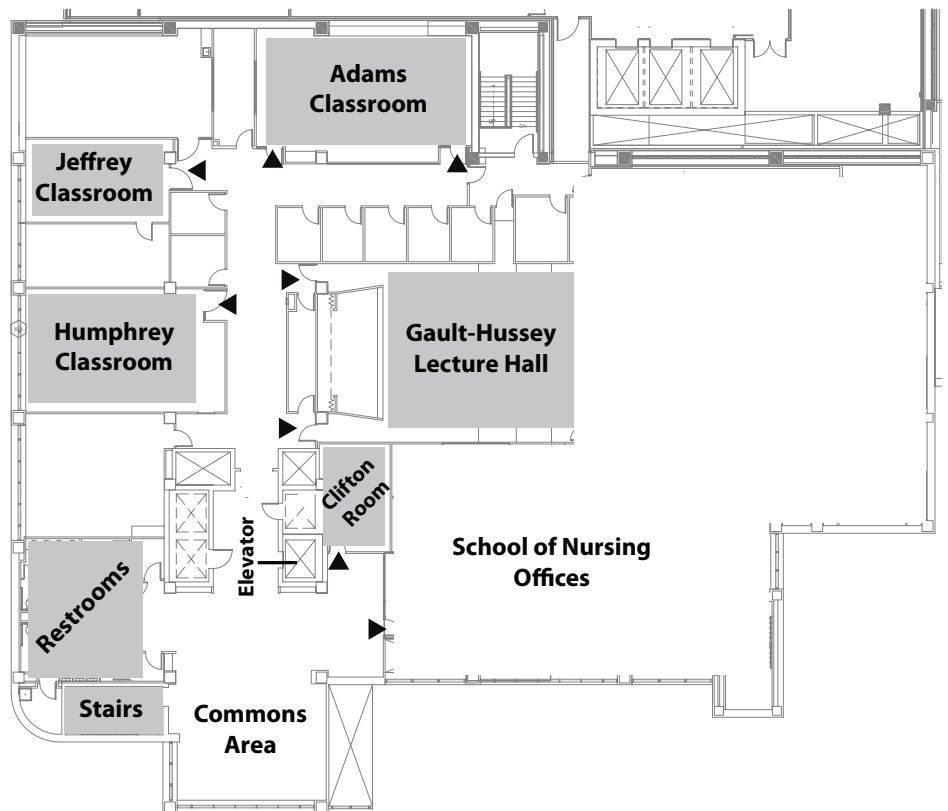 Adams
Classroom
Jeffrey
Classroom
Humphrey
Classroom
Gault-Hussey
Lecture Hall
Clifton
Room
Elevator
School of Nursing
Offices
Restrooms
Stairs
Commons
Area